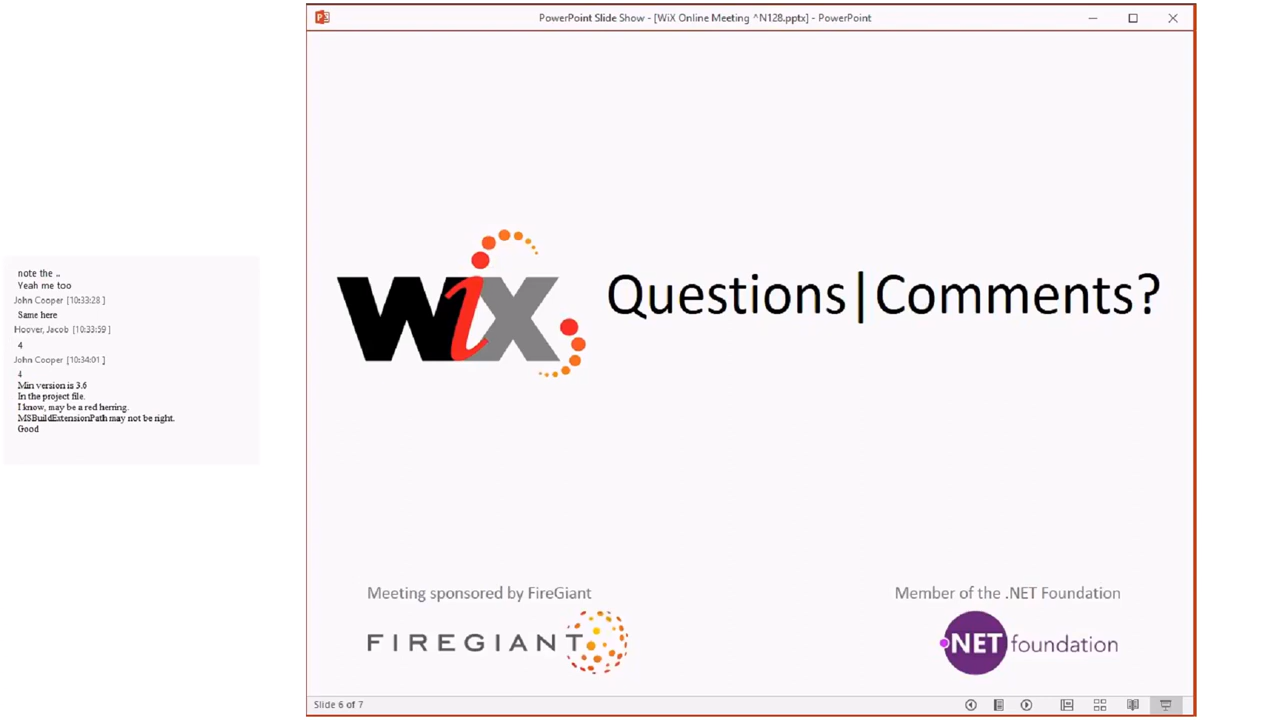 PowerPoint Slide Show - [WiX Online Meeting ^N128.pptx] - PowerPoint
note the ..
Yeah me too
John Cooper [10:33:28 ]
Same here
Hoover, Jacob [10:33:59 ]
4
John Cooper [10:34:01 ]
4
Min version is 3.6
In the project file.
I know, may be a red herring.
MSBuildExtensionPath may not be right.
Good
WiX
Questions|Comments?
Meeting sponsored by FireGiant
FIREGIANT
Member of the .NET Foundation
.NET foundation
Slide 6 of 7